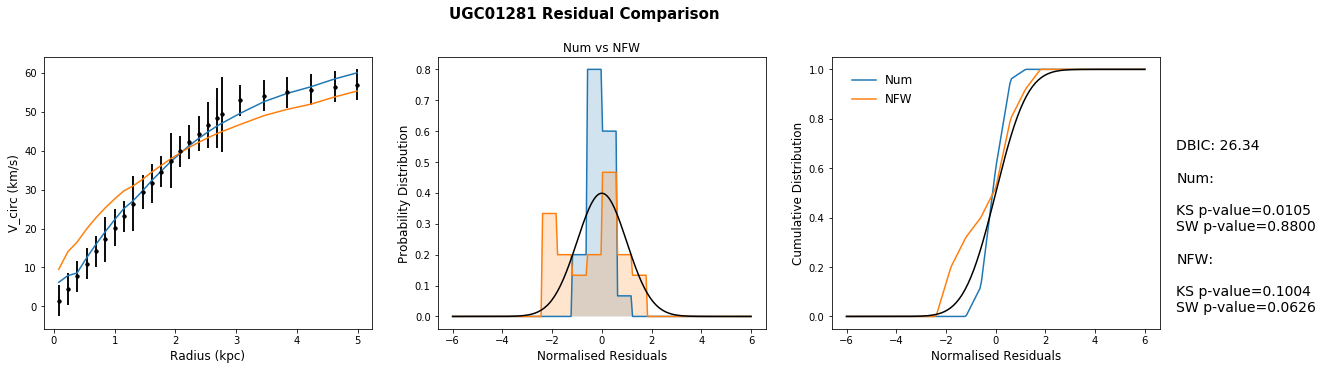 UGC01281 Residual Comparison
V_circ (km/s)
60
50
40
30
20
10
0
0
1
2
3
4
5
Radius (kpc)
Num vs NFW
Probability Distribution
0.8
0.7
0.6
0.5
0.4
0.3
0.2
0.1
0.0
−6
−4
−2
0
2
4
6
Normalised Residuals
Cumulative Distribution
1.0
0.8
0.6
0.4
0.2
0.0
−6
−4
−2
0
2
4
6
Normalised Residuals
Num
NFW
DBIC: 26.34
Num:
KS p-value=0.0105
SW p-value=0.8800
NFW:
KS p-value=0.1004
SW p-value=0.0626